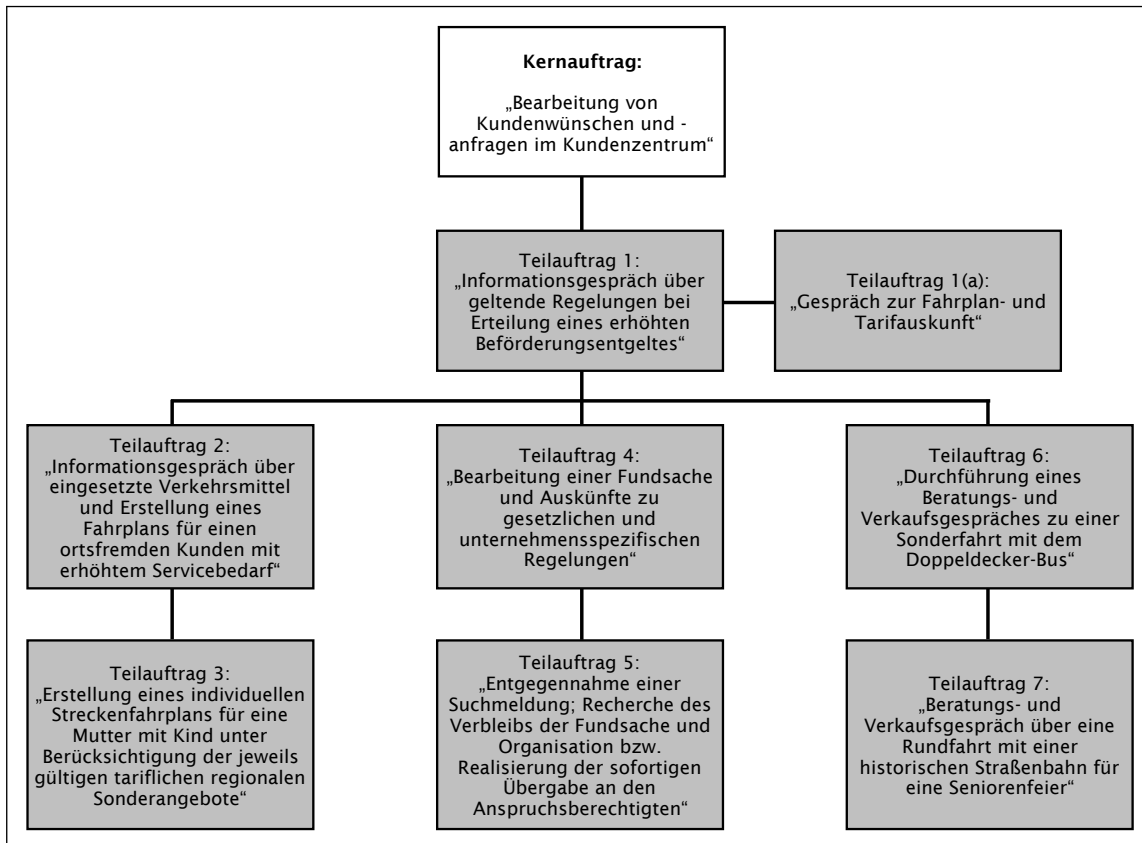 Kernauftrag:
„Bearbeitung von
Kundenwünschen und -
anfragen im Kundenzentrum“
Teilauftrag 1:
„Informationsgespräch über
geltende Regelungen bei
Erteilung eines erhöhten
Beförderungsentgeltes“
Teilauftrag 1(a):
„Gespräch zur Fahrplan- und
Tarifauskunft“
Teilauftrag 2:
„Informationsgespräch über
eingesetzte Verkehrsmittel
und Erstellung eines
Fahrplans für einen
ortsfremden Kunden mit
erhöhtem Servicebedarf“
Teilauftrag 4:
„Bearbeitung einer Fundsache
und Auskünfte zu
gesetzlichen und
unternehmensspezifischen
Regelungen“
Teilauftrag 6:
„Durchführung eines
Beratungs- und
Verkaufsgespräches zu einer
Sonderfahrt mit dem
Doppeldecker-Bus“
Teilauftrag 3:
„Erstellung eines individuellen
Streckenfahrplans für eine
Mutter mit Kind unter
Berücksichtigung der jeweils
gültigen tariflichen regionalen
Sonderangebote“
Teilauftrag 5:
„Entgegennahme einer
Suchmeldung; Recherche des
Verbleibs der Fundsache und
Organisation bzw.
Realisierung der sofortigen
Übergabe an den
Anspruchsberechtigten“
Teilauftrag 7:
„Beratungs- und
Verkaufsgespräch über eine
Rundfahrt mit einer
historischen Straßenbahn für
eine Seniorenfeier“